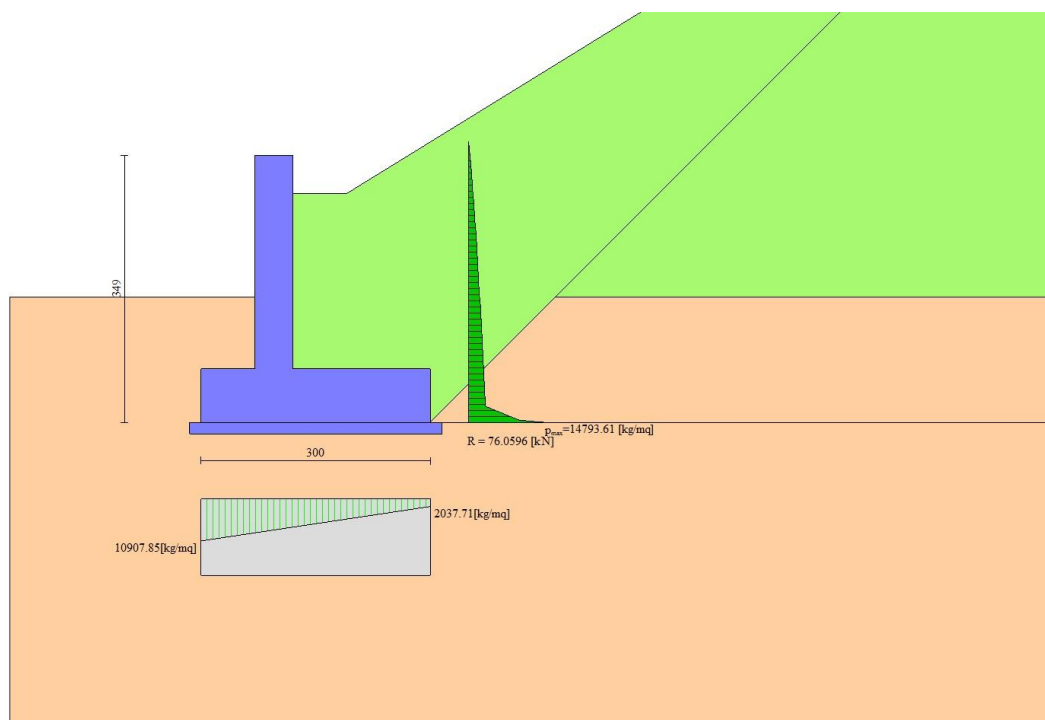 349
pmax=14793.61 [kg/mq]
R = 76.0596 [kN]
300
2037.71[kg/mq]
10907.85[kg/mq]